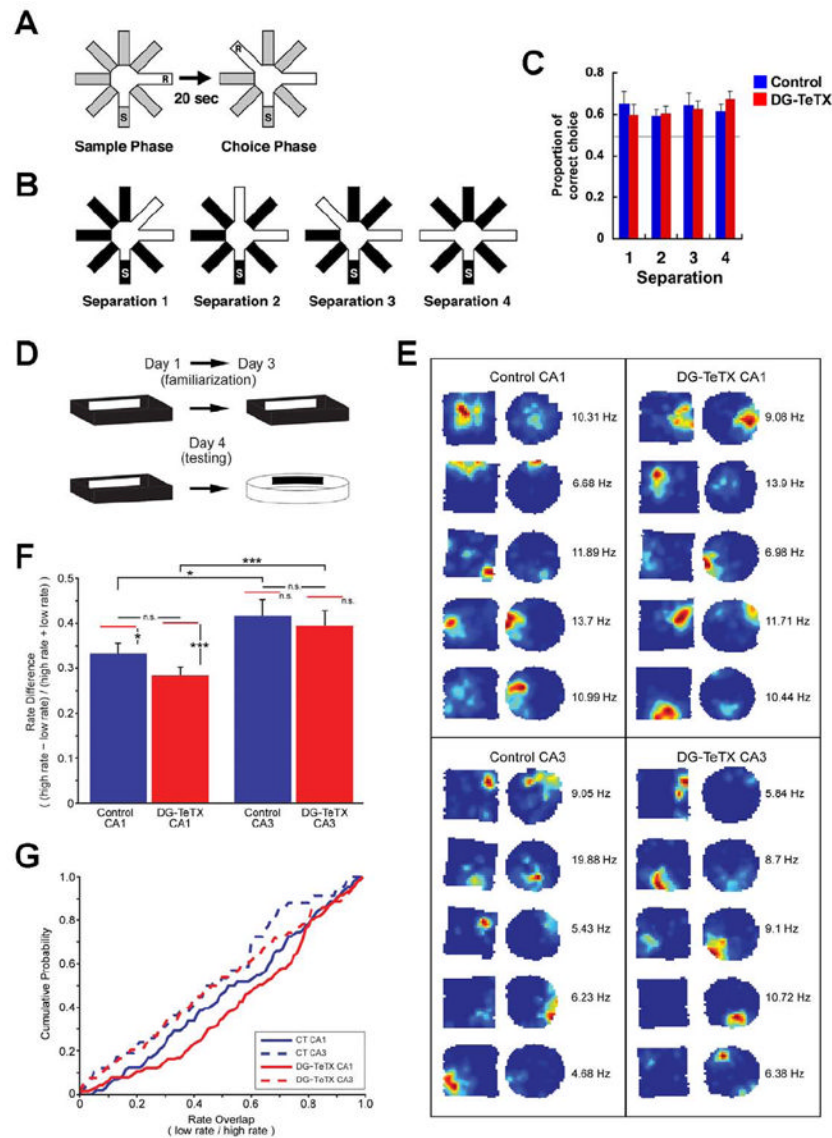 A
R
R
20 sec
S
S
Sample Phase
Choice Phase
B
S
S
S
S
Separation 1
Separation 2
Separation 3
Separation 4
C
Control
DG-TeTX
Proportion of
correct choice
0.8
0.6
0.4
0.2
0
1 2 3 4
Separation
D
Day 1 Day 3
(familiarization)
Day 4
(testing)
E
Control CA1
10.31 Hz
6.68 Hz
11.89 Hz
13.7 Hz
10.99 Hz
DG-TeTX CA1
9.08 Hz
13.9 Hz
6.98 Hz
11.71 Hz
10.44 Hz
Control CA3
9.05 Hz
19.88 Hz
5.43 Hz
6.23 Hz
4.68 Hz
DG-TeTX CA3
5.84 Hz
8.7 Hz
9.1 Hz
10.72 Hz
6.38 Hz
F
Rate Difference
( (high rate – low rate) / (high rate + low rate) )
0.5
0.4
0.3
0.2
0.1
0
***
*
n.s.
n.s.
n.s.
n.s.
*
***
Control
CA1
DG-TeTX
CA1
Control
CA3
DG-TeTX
CA3
G
Cumulative Probability
1.0
0.8
0.6
0.4
0.2
0
0 0.2 0.4 0.6 0.8 1.0
Rate Overlap
( low rate / high rate )
CT CA1
CT CA3
DG-TeTX CA1
DG-TeTX CA3